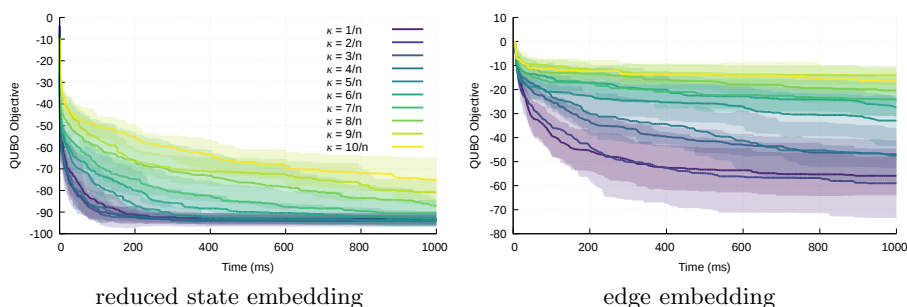 0
-10
-20
-30
-40
-50
-60
-70
-80
-90
-100
QUBO Objective
0 200 400 600 800 1000
Time (ms)
κ = 1/n
κ = 2/n
κ = 3/n
κ = 4/n
κ = 5/n
κ = 6/n
κ = 7/n
κ = 8/n
κ = 9/n
κ = 10/n
reduced state embedding
10
0
-10
-20
-30
-40
-50
-60
-70
-80
QUBO Objective
0 200 400 600 800 1000
Time (ms)
edge embedding